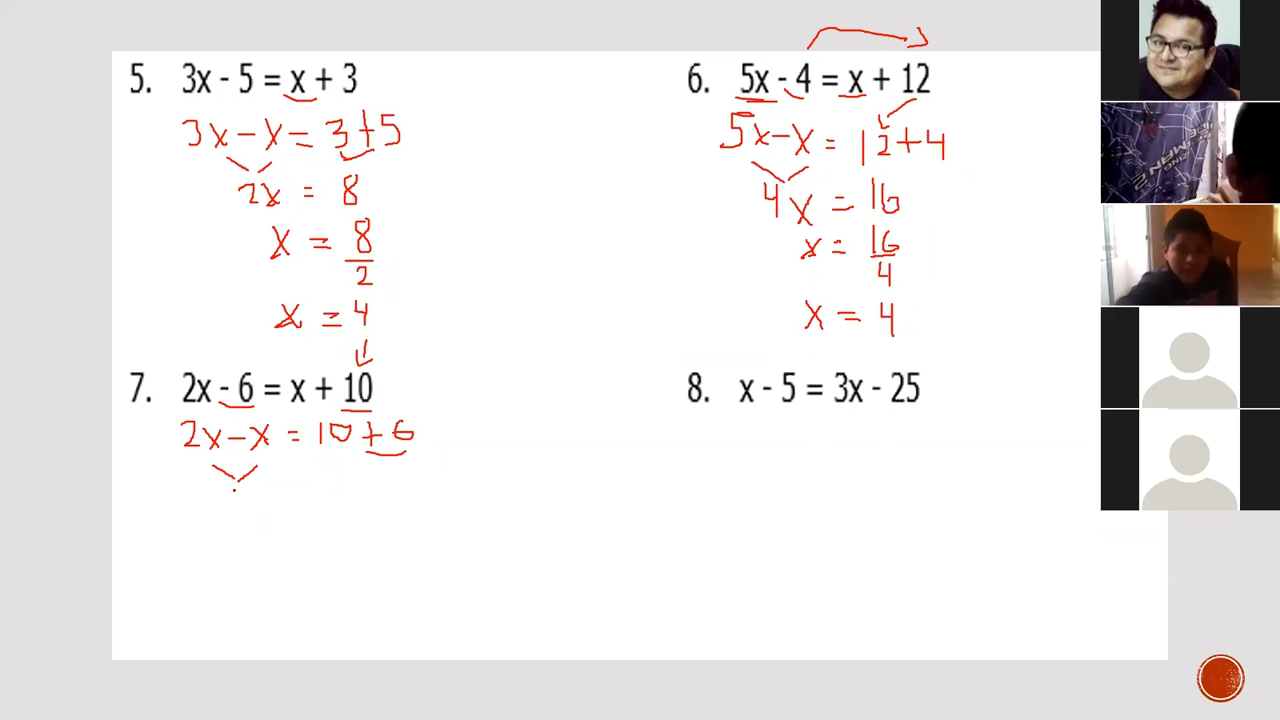 5. 3x - 5 = x + 3
3x - x = 3 + 5
2x = 8
x = 8/2
x = 4
6. 5x - 4 = x + 12
5x - x = 12 + 4
4x = 16
x = 16/4
x = 4
7. 2x - 6 = x + 10
2x - x = 10 + 6
8. x - 5 = 3x - 25